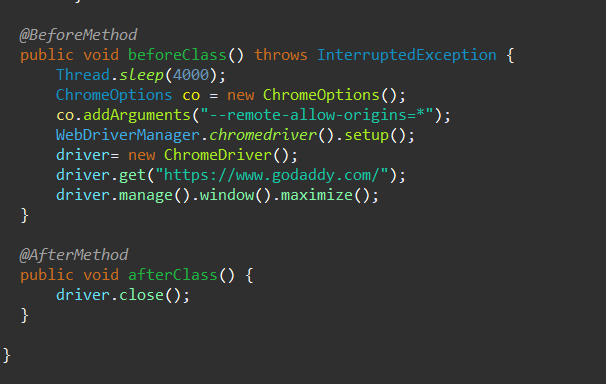 @BeforeMethod
public void beforeClass() throws InterruptedException {
Thread.sleep(4000);
ChromeOptions co = new ChromeOptions();
co.addArguments("--remote-allow-origins=*");
WebDriverManager.chromedriver().setup();
driver= new ChromeDriver();
driver.get("https://www.godaddy.com/");
driver.manage().window().maximize();
}
@AfterMethod
public void afterClass() {
driver.close();
}
}